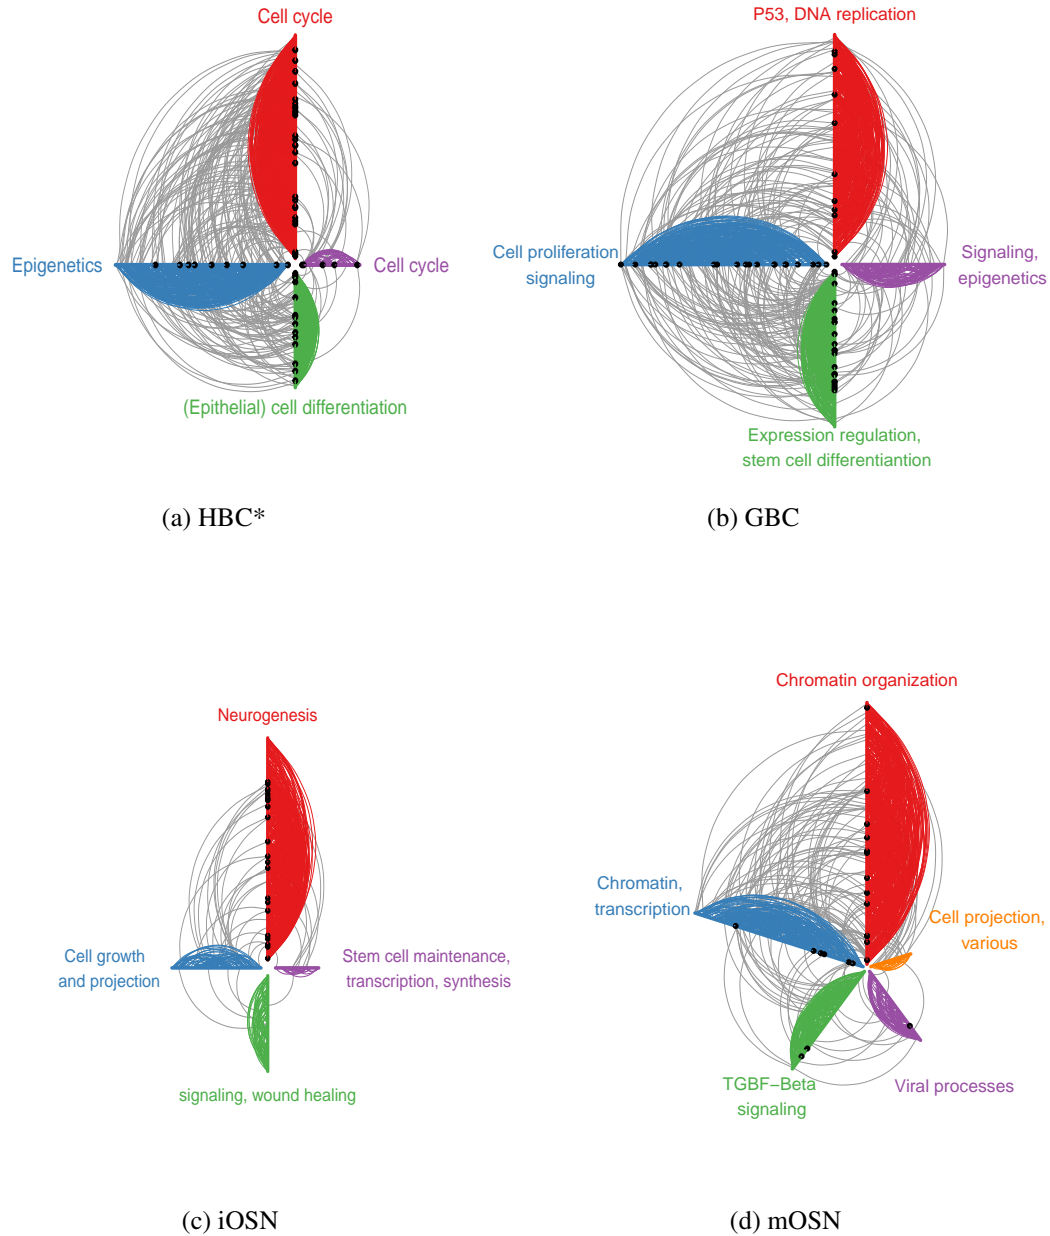 Cell cycle
Epigenetics
Cell cycle
(Epithelial) cell differentiation
(a) HBC*
P53, DNA replication
Cell proliferation
signaling
Signaling,
epigenetics
Expression regulation,
stem cell differentiantion
(b) GBC
Neurogenesis
Cell growth
and projection
Stem cell maintenance,
transcription, synthesis
signaling, wound healing
(c) iOSN
Chromatin organization
Chromatin,
transcription
Cell projection,
various
TGBF−Beta
signaling
Viral processes
(d) mOSN